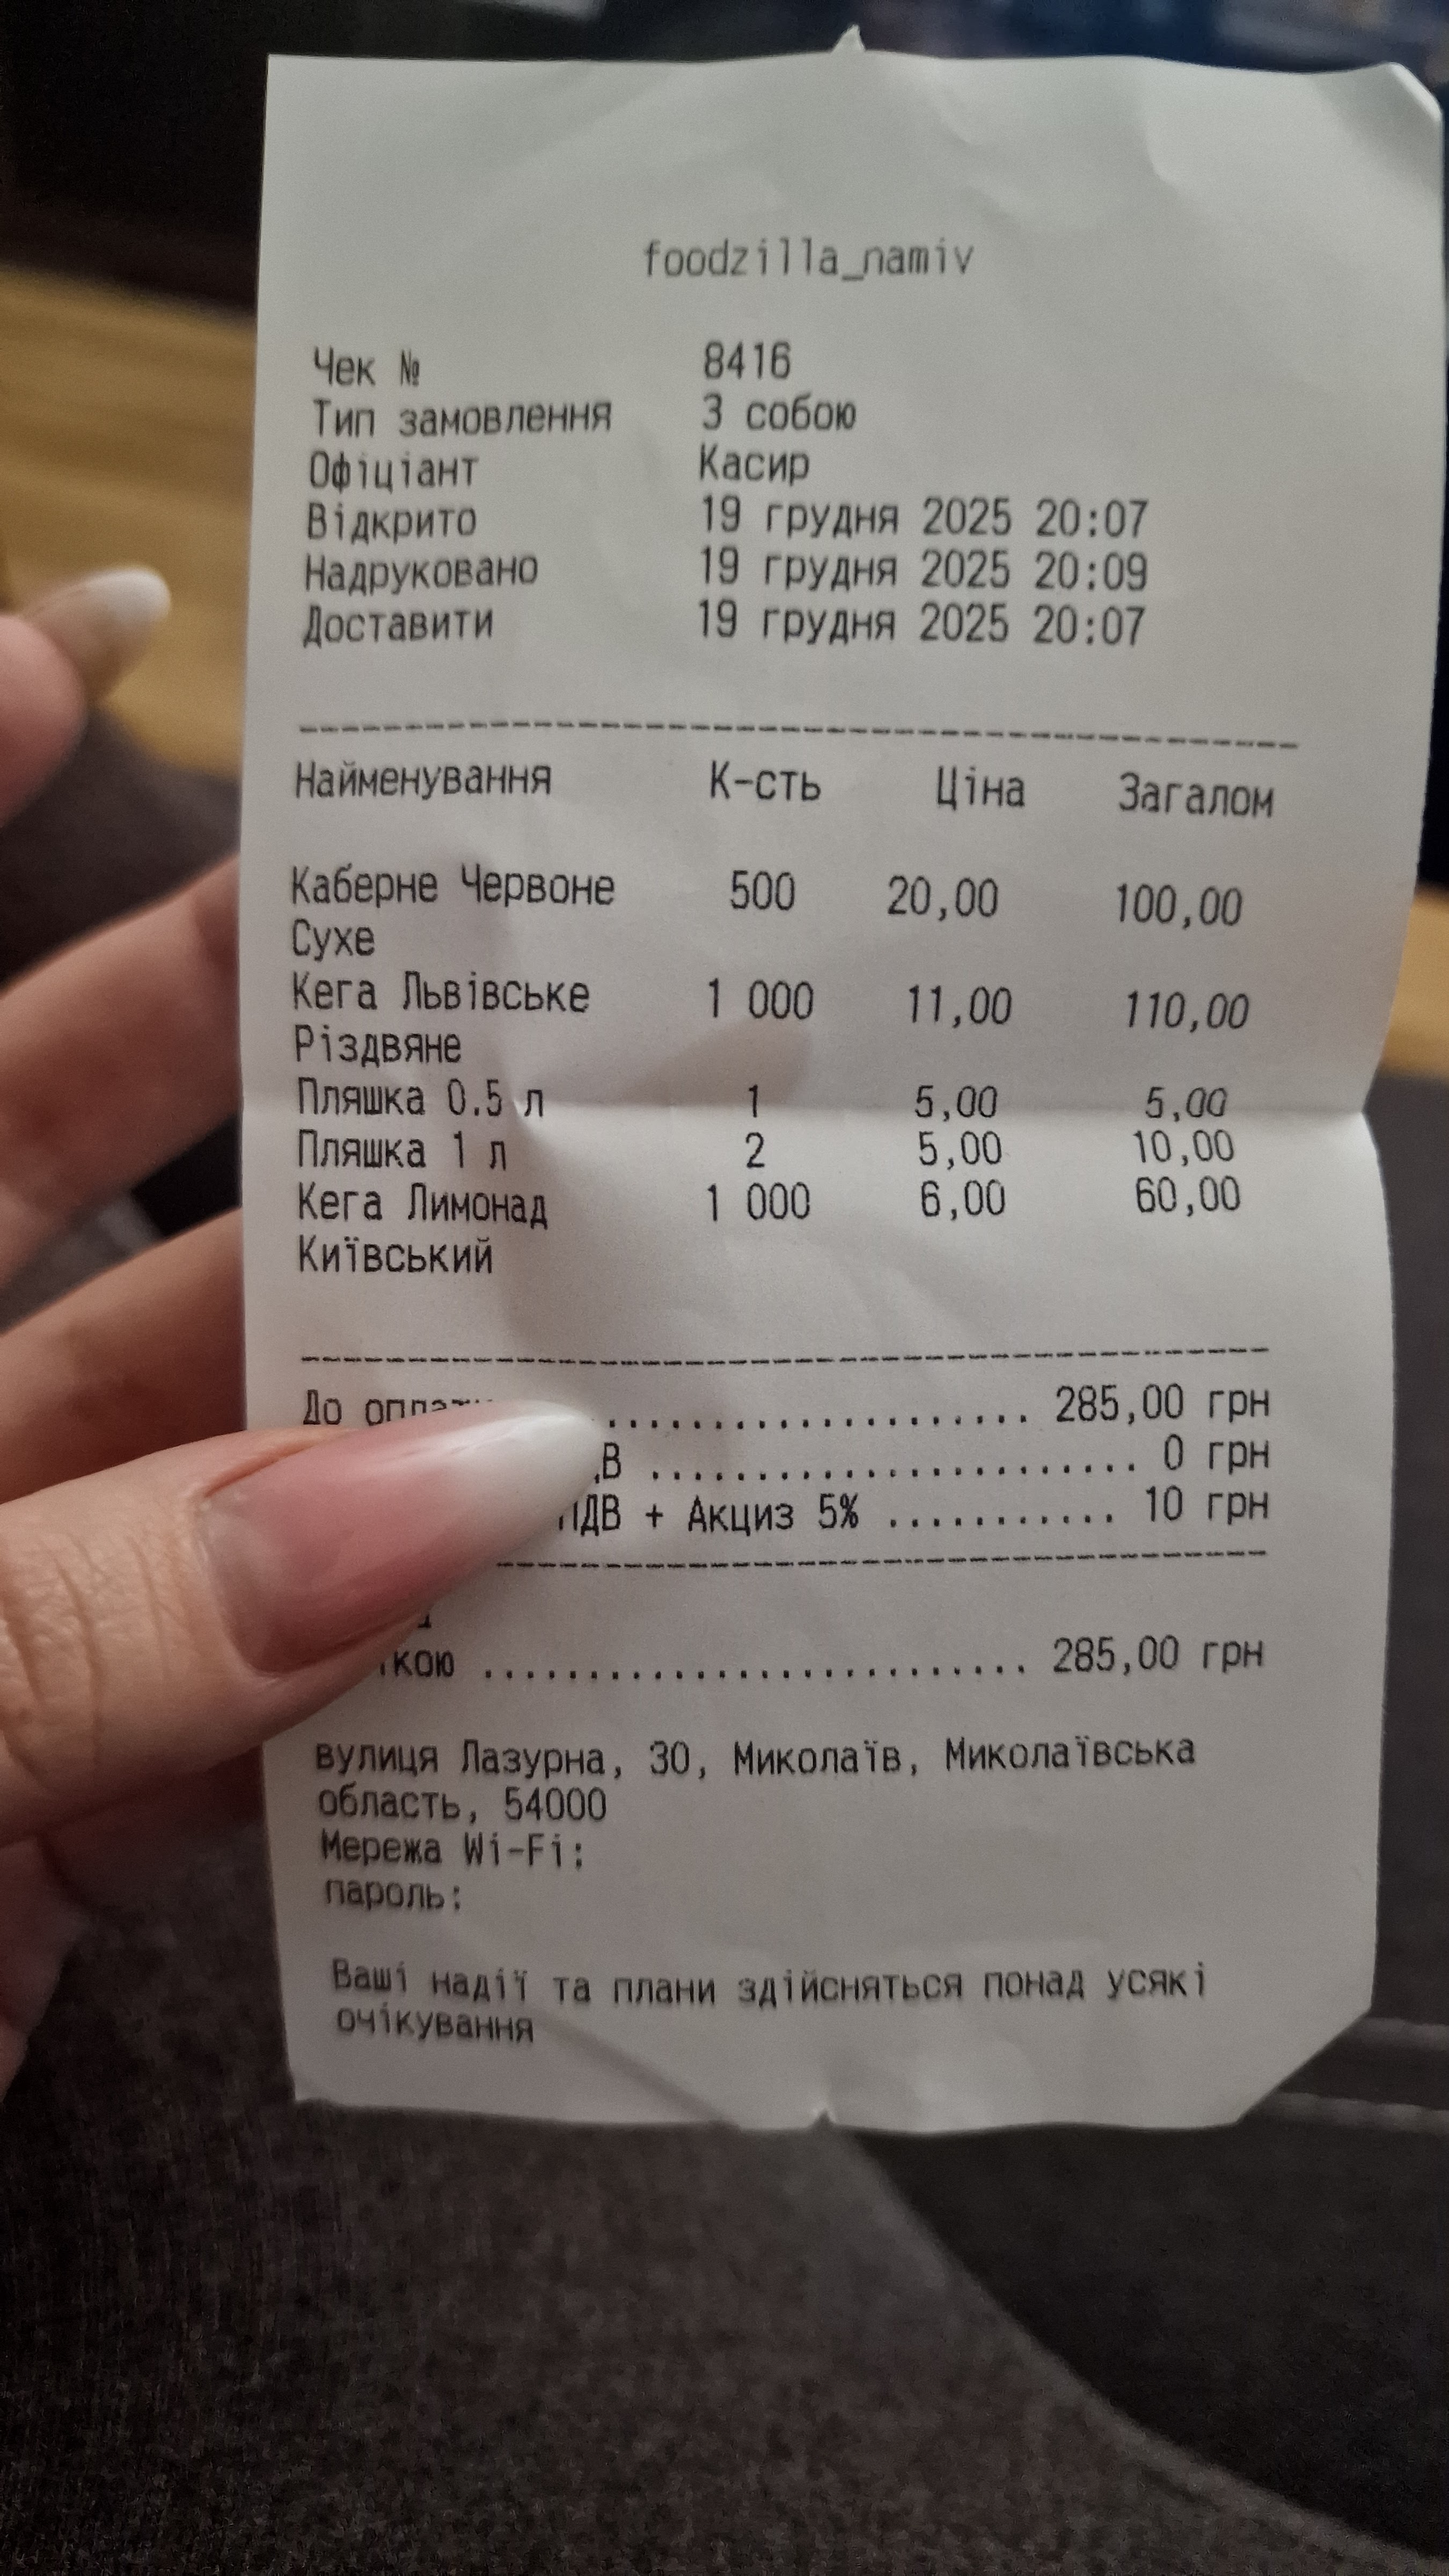 foodzilla_namiv
Чек № 8416
Тип замовлення З собою
Офіціант Касир
Відкрито 19 грудня 2025 20:07
Надруковано 19 грудня 2025 20:09
Доставити 19 грудня 2025 20:07
Найменування К-сть Ціна Загалом
Каберне Червоне 500 20,00 100,00
Сухе
Кега Львівське 1 000 11,00 110,00
Різдвяне
Пляшка 0.5 л 1 5,00 5,00
Пляшка 1 л 2 5,00 10,00
Кега Лимонад 1 000 6,00 60,00
Київський
До ..................... 285,00 грн
....................... 0 грн
ПДВ + Акциз 5% ........... 10 грн
.......................... 285,00 грн
вулиця Лазурна, 30, Миколаїв, Миколаївська
область, 54000
Мережа Wi-Fi:
пароль:
Ваші надії та плани здійсняться понад усякі
очікування